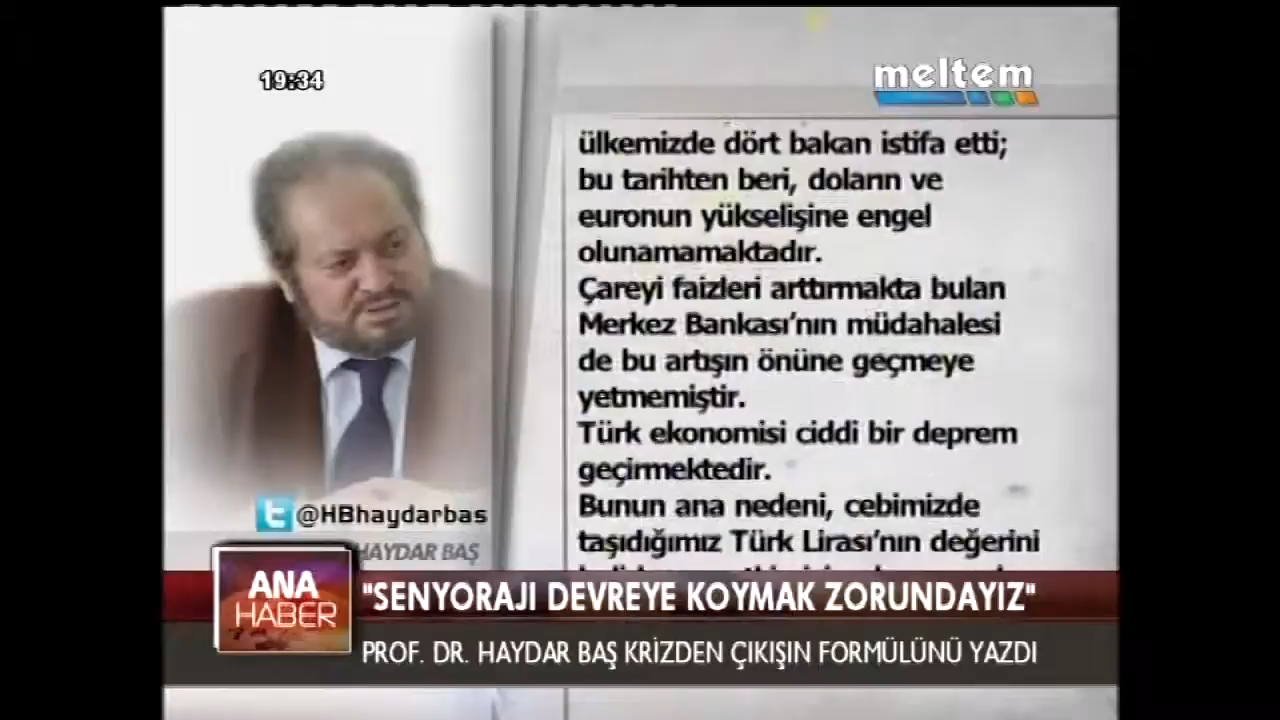 19:34
meltem
ülkemizde dört bakan istifa etti;
bu tarihten beri, doların ve
euronun yükselişine engel
olunamamaktadır.
Çareyi faizleri arttırmakta bulan
Merkez Bankası’nın müdahalesi
de bu artışın önüne geçmeye
yetmemiştir.
Türk ekonomisi ciddi bir deprem
geçirmektedir.
Bunun ana nedeni, cebimizde
taşıdığımız Türk Lirası’nın değerini
@HBhaydarbas
HAYDAR BAŞ
ANA
HABER
"SENYORAJI DEVREYE KOYMAK ZORUNDAYIZ"
PROF. DR. HAYDAR BAŞ KRİZDEN ÇIKIŞIN FORMÜLÜNÜ YAZDI